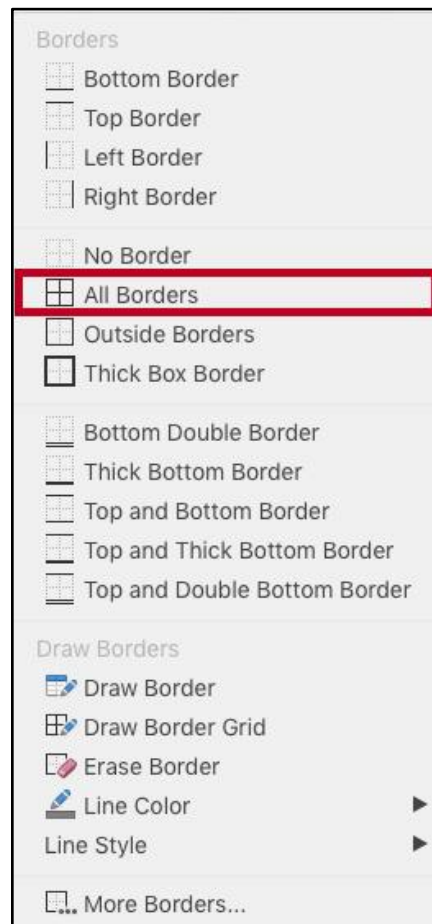 Borders
Bottom Border
Top Border
Left Border
Right Border
No Border
All Borders
Outside Borders
Thick Box Border
Bottom Double Border
Thick Bottom Border
Top and Bottom Border
Top and Thick Bottom Border
Top and Double Bottom Border
Draw Borders
Draw Border
Draw Border Grid
Erase Border
Line Color
Line Style
More Borders...